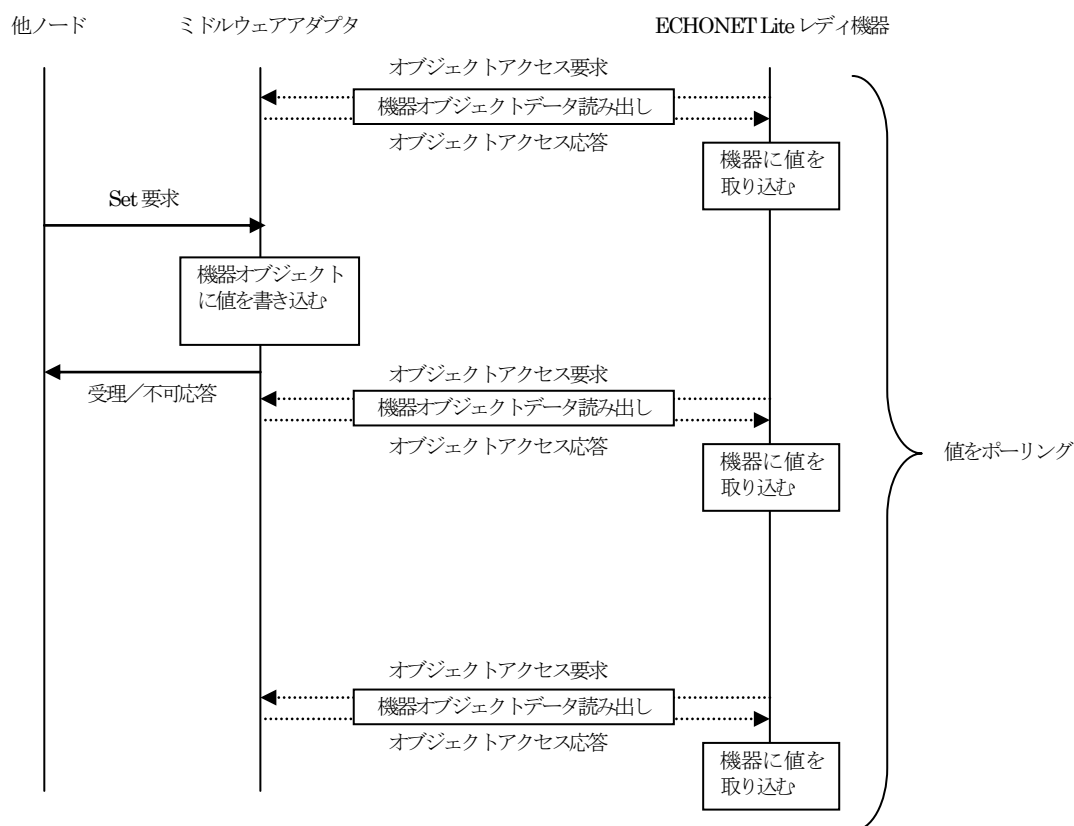 他ノード
ミドルウェアアダプタ
ECHONET Lite レディ機器
オブジェクトアクセス要求
機器オブジェクトデータ読み出し
オブジェクトアクセス応答
機器に値を
取り込む
Set 要求
機器オブジェクト
に値を書き込む
受理／不可応答
オブジェクトアクセス要求
機器オブジェクトデータ読み出し
オブジェクトアクセス応答
機器に値を
取り込む
値をポーリング
オブジェクトアクセス要求
機器オブジェクトデータ読み出し
オブジェクトアクセス応答
機器に値を
取り込む